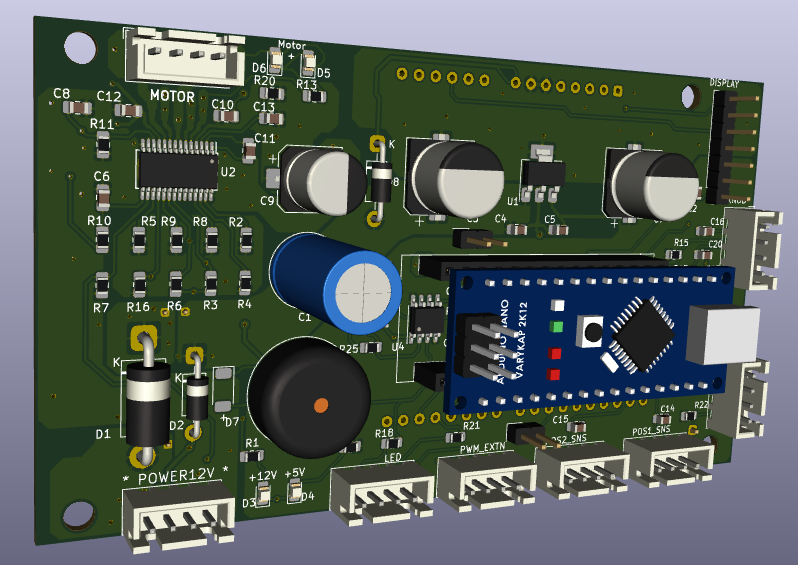 Motor
+
D6
D5
R20
R13
DISPLAY
C8
C12
MOTOR
C10
C13
R11
C11
K
U2
+
C9
U1
C6
+
C4
C5
+
C16
R10
R5
R9
R8
R2
R15
C20
R7
R16
R6
R3
R4
C1
U4
R25
ARDUINO NANO
VARYKAP 2K12
K
K
D1
D2
D7
R1
R18
R21
C15
C14
R22
* POWER12V *
+12V
+5V
D3
D4
LED
PWM_EXTN
POS1_SNS